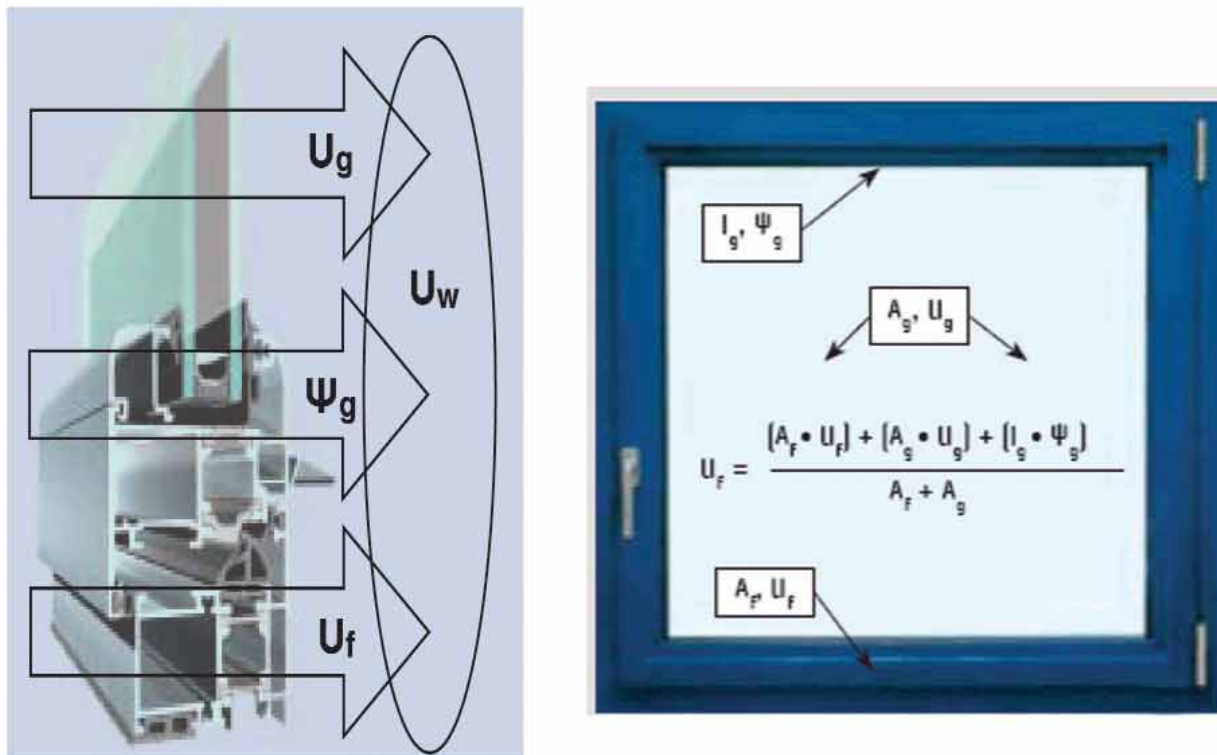 Ug
Uw
Ψg
Uf
lg, Ψg
Ag, Ug
UF = (AF • UF) + (Ag • Ug) + (lg • Ψg)
AF + Ag
AF, UF